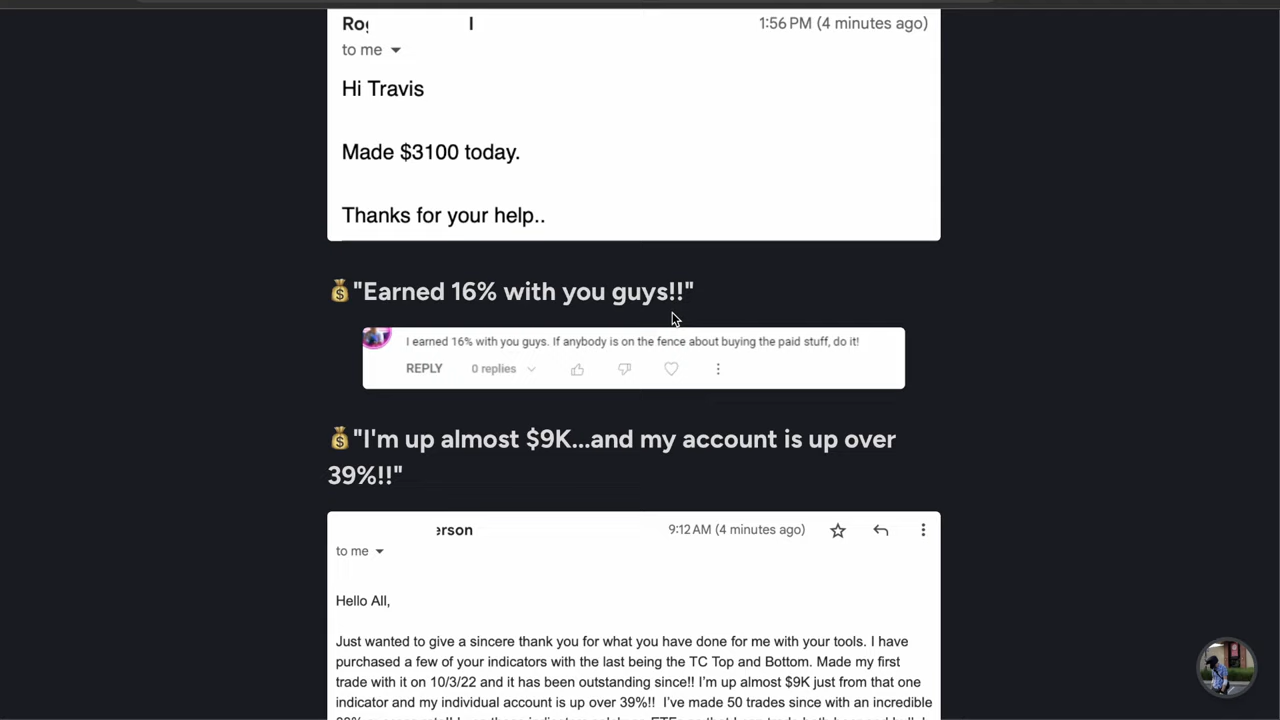 Rog
1:56 PM (4 minutes ago)
to me
Hi Travis
Made $3100 today.
Thanks for your help..
💰"Earned 16% with you guys!!"
I earned 16% with you guys. If anybody is on the fence about buying the paid stuff, do it!
REPLY 0 replies
💰"I'm up almost $9K...and my account is up over
39%!!"
erson
9:12 AM (4 minutes ago)
to me
Hello All,
Just wanted to give a sincere thank you for what you have done for me with your tools. I have
purchased a few of your indicators with the last being the TC Top and Bottom. Made my first
trade with it on 10/3/22 and it has been outstanding since!! I'm up almost $9K just from that one
indicator and my individual account is up over 39%!! I've made 50 trades since with an incredible